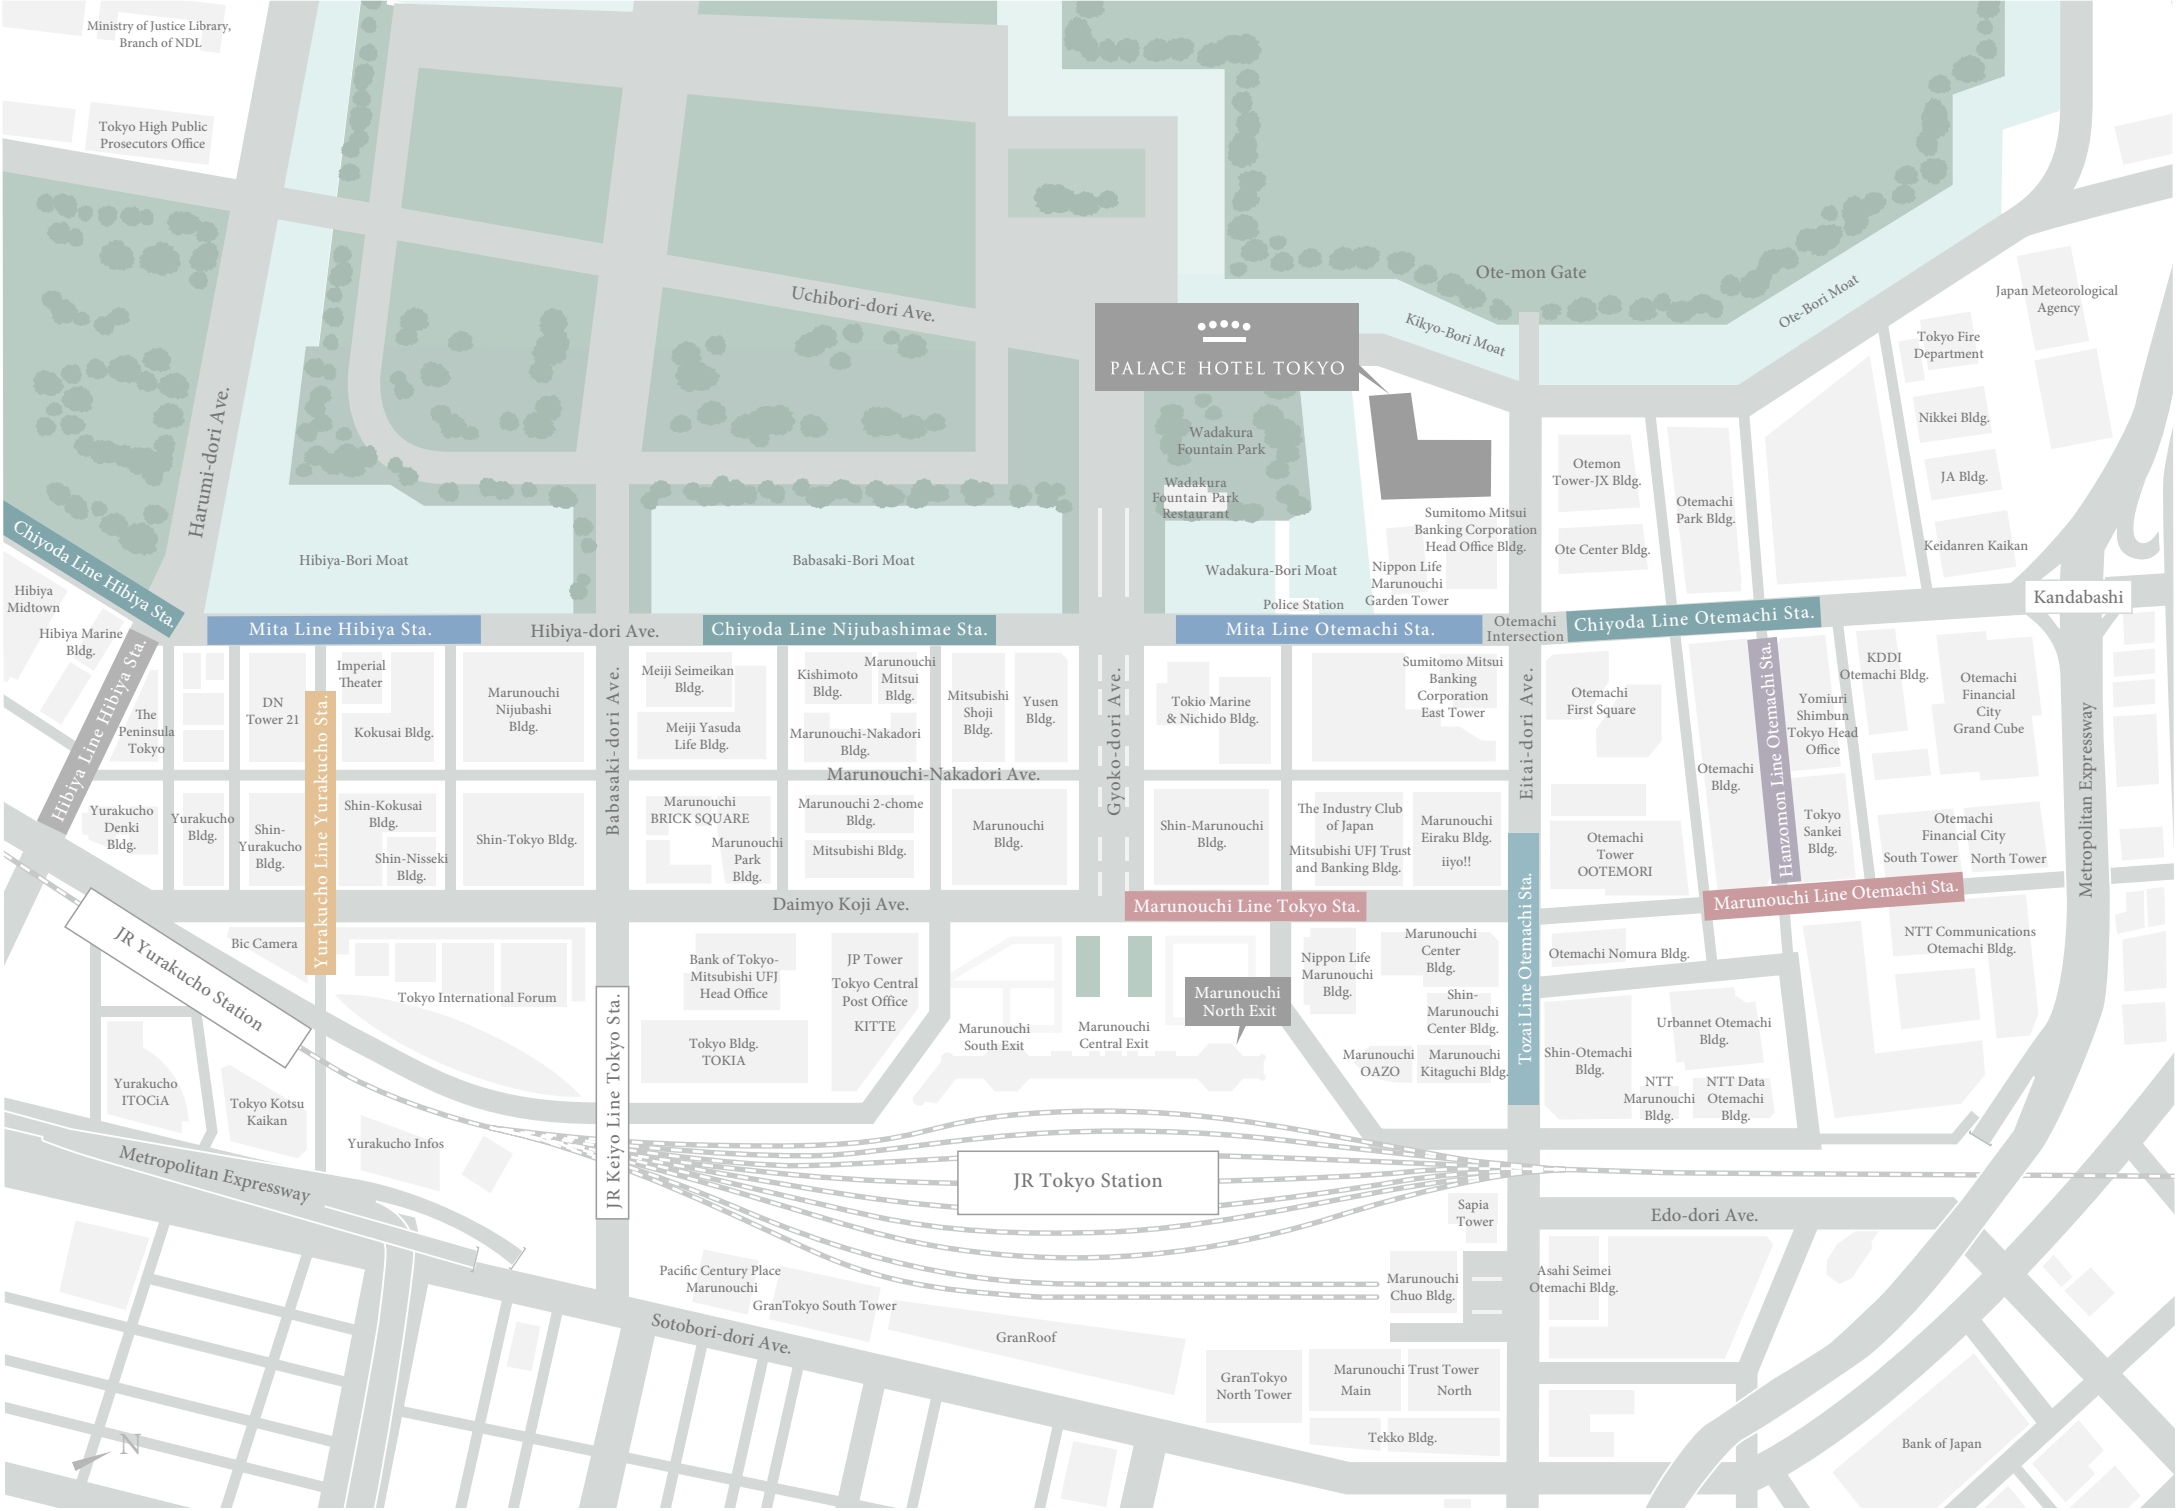 Ministry of Justice Library,
Branch of NDL
Tokyo High Public
Prosecutors Office
Ote-mon Gate
Uchibori-dori Ave.
Kikyo-Bori Moat
Ote-Bori Moat
Japan Meteorological
Agency
Tokyo Fire
Department
PALACE HOTEL TOKYO
Nikkei Bldg.
JA Bldg.
Keidanren Kaikan
Kandabashi
Harumi-dori Ave.
Wadakura
Fountain Park
Wadakura
Fountain Park
Restaurant
Otemon
Tower-JX Bldg.
Otemachi
Park Bldg.
Sumitomo Mitsui
Banking Corporation
Head Office Bldg.
Ote Center Bldg.
Hibiya-Bori Moat
Babasaki-Bori Moat
Wadakura-Bori Moat
Nippon Life
Marunouchi
Garden Tower
Police Station
Chiyoda Line Hibiya Sta.
Hibiya
Midtown
Hibiya Marine
Bldg.
Hibiya Line Hibiya Sta.
Mita Line Hibiya Sta.
Hibiya-dori Ave.
Chiyoda Line Nijubashimae Sta.
Mita Line Otemachi Sta.
Otemachi
Intersection
Chiyoda Line Otemachi Sta.
The
Peninsula
Tokyo
DN
Tower 21
Imperial
Theater
Kokusai Bldg.
Yurakucho Line Yurakucho Sta.
Marunouchi
Nijubashi
Bldg.
Babasaki-dori Ave.
Meiji Seimeikan
Bldg.
Meiji Yasuda
Life Bldg.
Kishimoto
Bldg.
Marunouchi
Mitsui
Bldg.
Marunouchi-Nakadori
Bldg.
Mitsubishi
Shoji
Bldg.
Yusen
Bldg.
Gyoko-dori Ave.
Tokio Marine
& Nichido Bldg.
Sumitomo Mitsui
Banking
Corporation
East Tower
Eitai-dori Ave.
Otemachi
First Square
Otemachi
Bldg.
Hanzomon Line Otemachi Sta.
KDDI
Otemachi Bldg.
Yomiuri
Shimbun
Tokyo Head
Office
Otemachi
Financial
City
Grand Cube
Metropolitan Expressway
Marunouchi-Nakadori Ave.
Yurakucho
Denki
Bldg.
Yurakucho
Bldg.
Shin-
Yurakucho
Bldg.
Shin-Kokusai
Bldg.
Shin-Nisseki
Bldg.
Shin-Tokyo Bldg.
Marunouchi
BRICK SQUARE
Marunouchi
Park
Bldg.
Marunouchi 2-chome
Bldg.
Mitsubishi Bldg.
Marunouchi
Bldg.
Shin-Marunouchi
Bldg.
The Industry Club
of Japan
Mitsubishi UFJ Trust
and Banking Bldg.
Marunouchi
Eiraku Bldg.
iiyo!!
Otemachi
Tower
OOTEMORI
Tokyo
Sankei
Bldg.
Otemachi
Financial City
South Tower
North Tower
Daimyo Koji Ave.
Marunouchi Line Tokyo Sta.
Tozai Line Otemachi Sta.
Marunouchi Line Otemachi Sta.
JR Yurakucho Station
Bic Camera
Tokyo International Forum
Bank of Tokyo-
Mitsubishi UFJ
Head Office
JP Tower
Tokyo Central
Post Office
KITTE
Tokyo Bldg.
TOKIA
JR Keiyo Line Tokyo Sta.
Marunouchi
South Exit
Marunouchi
Central Exit
Marunouchi
North Exit
Nippon Life
Marunouchi
Bldg.
Marunouchi
Center
Bldg.
Shin-
Marunouchi
Center Bldg.
Marunouchi
OAZO
Marunouchi
Kitaguchi Bldg.
Otemachi Nomura Bldg.
NTT Communications
Otemachi Bldg.
Shin-Otemachi
Bldg.
Urbannet Otemachi
Bldg.
NTT
Marunouchi
Bldg.
NTT Data
Otemachi
Bldg.
Yurakucho
ITOCiA
Tokyo Kotsu
Kaikan
Yurakucho Infos
Metropolitan Expressway
JR Tokyo Station
Sapia
Tower
Edo-dori Ave.
Pacific Century Place
Marunouchi
GranTokyo South Tower
Marunouchi
Chuo Bldg.
Asahi Seimei
Otemachi Bldg.
Sotobori-dori Ave.
GranRoof
GranTokyo
North Tower
Marunouchi Trust Tower
Main
North
Tekko Bldg.
Bank of Japan
N